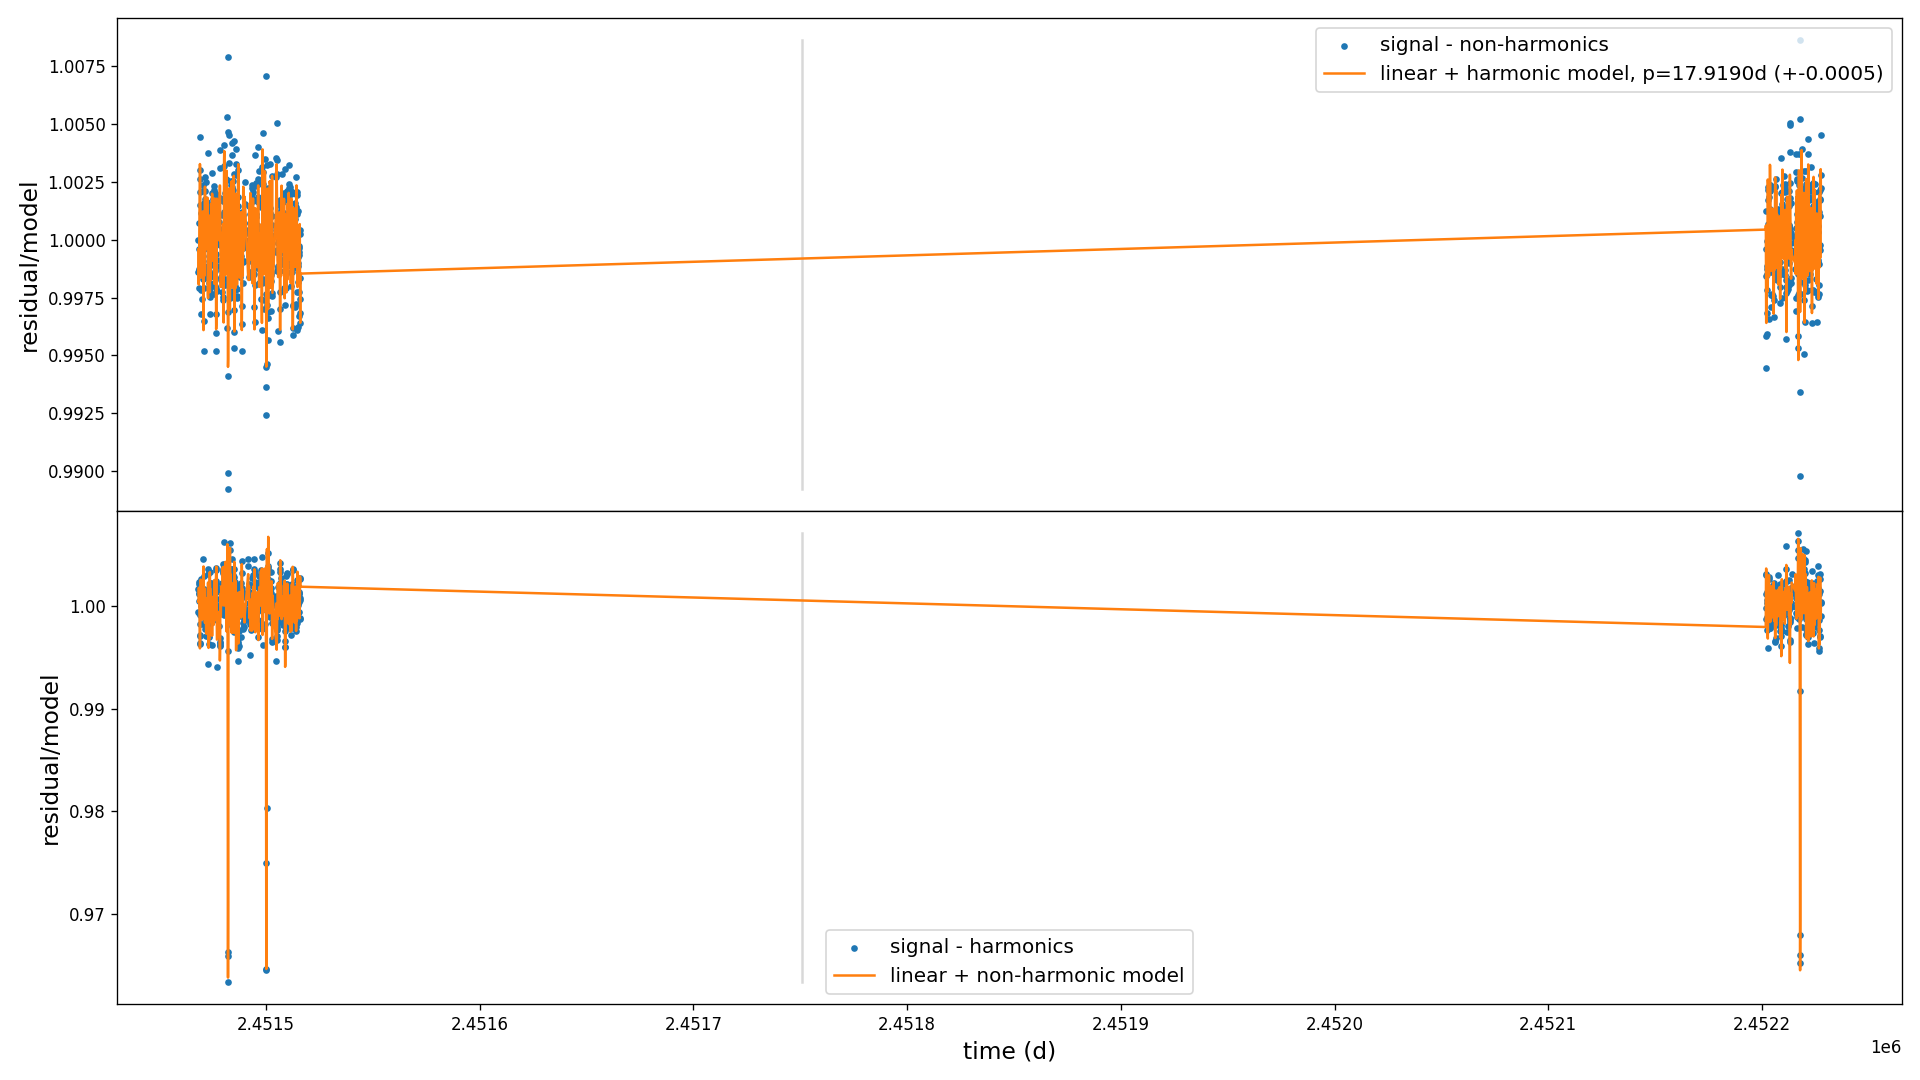 residual/model
1.0075
1.0050
1.0025
1.0000
0.9975
0.9950
0.9925
0.9900
signal - non-harmonics
linear + harmonic model, p=17.9190d (+-0.0005)
residual/model
1.00
0.99
0.98
0.97
signal - harmonics
linear + non-harmonic model
2.4515 2.4516 2.4517 2.4518 2.4519 2.4520 2.4521 2.4522
time (d)
1e6